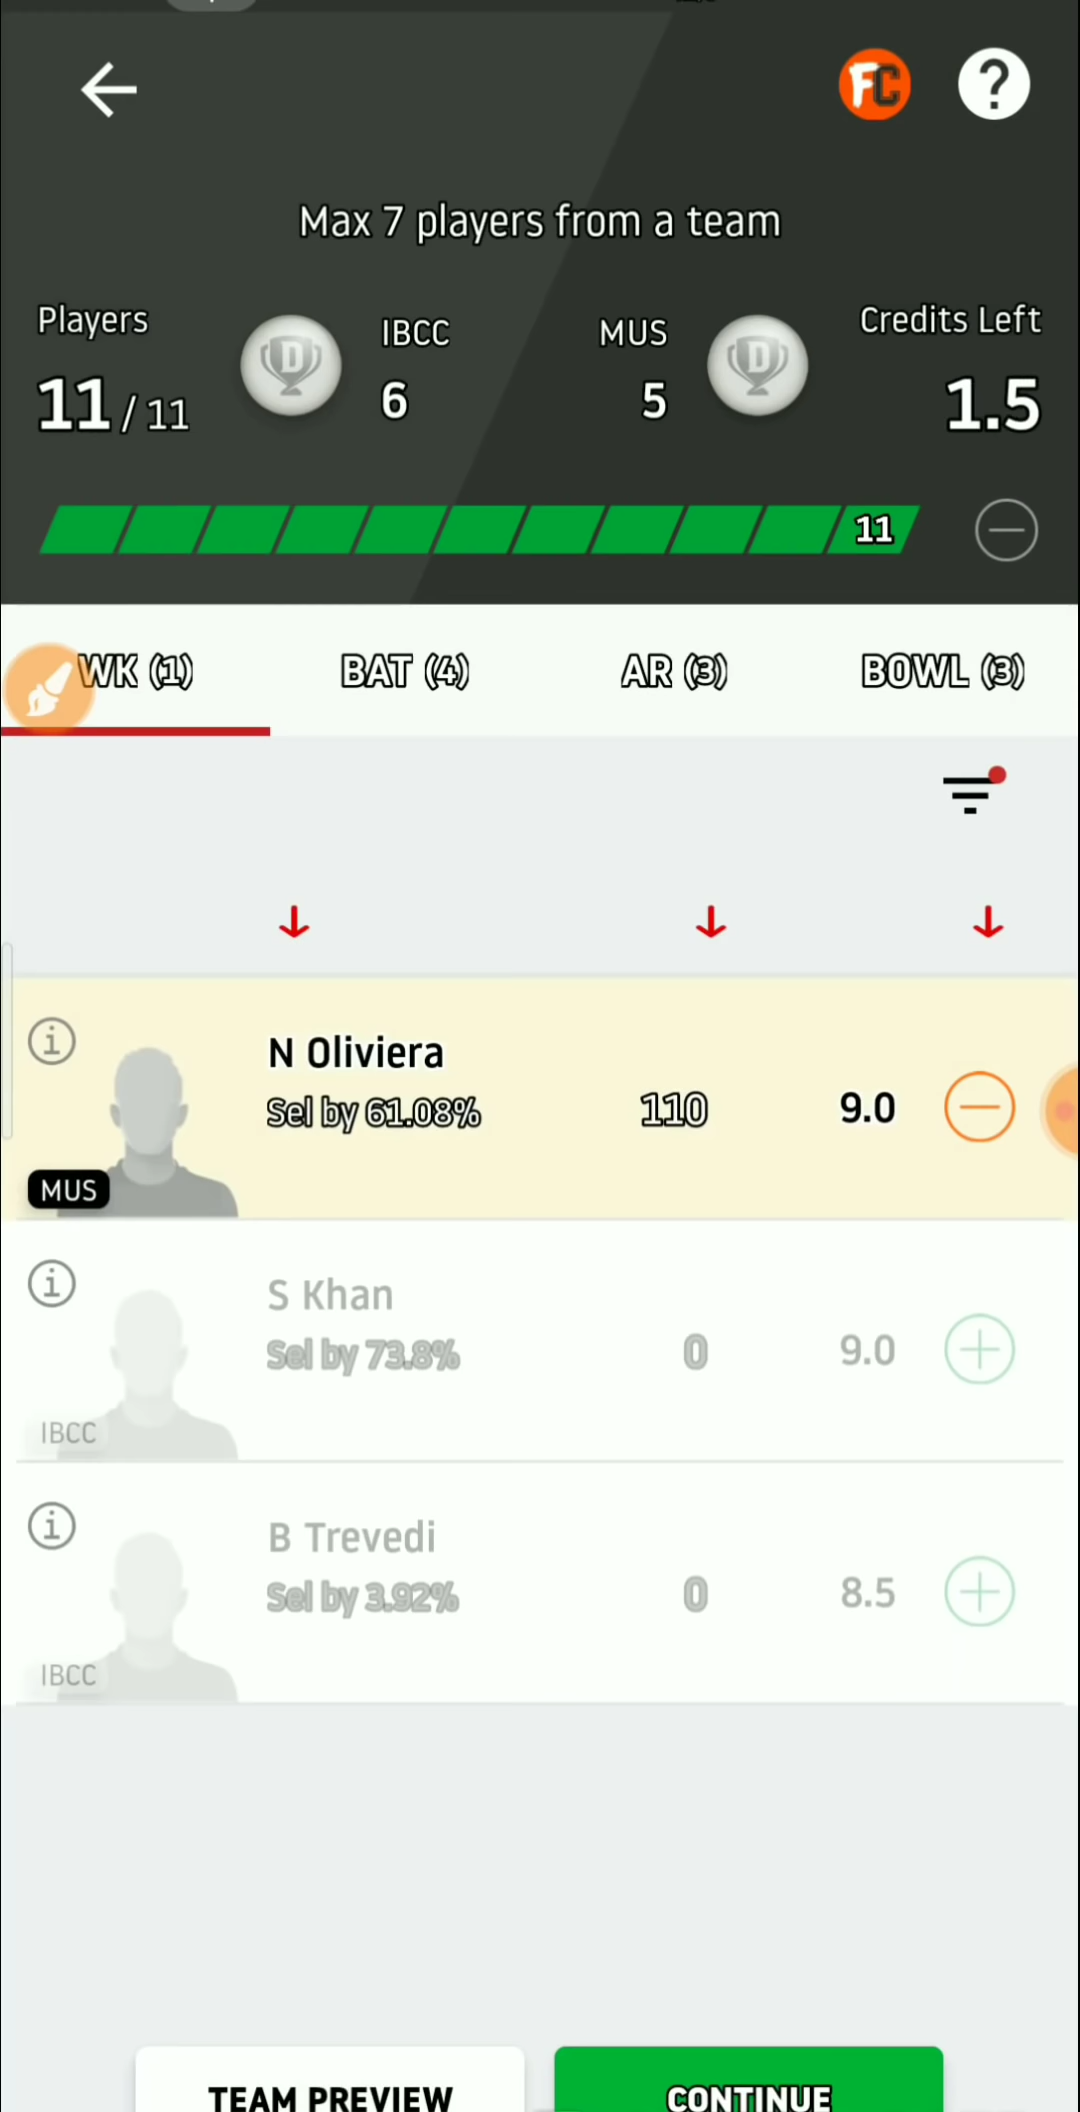 FC ?
Max 7 players from a team
Players IBCC MUS Credits Left
11 / 11 D 6 5 D 1.5
11
WK (1) BAT (4) AR (3) BOWL (3)
i N Oliviera
Sel by 61.08% 110 9.0
MUS
i S Khan
Sel by 73.8% 0 9.0
IBCC
i B Trevedi
Sel by 3.92% 0 8.5
IBCC
TEAM PREVIEW CONTINUE